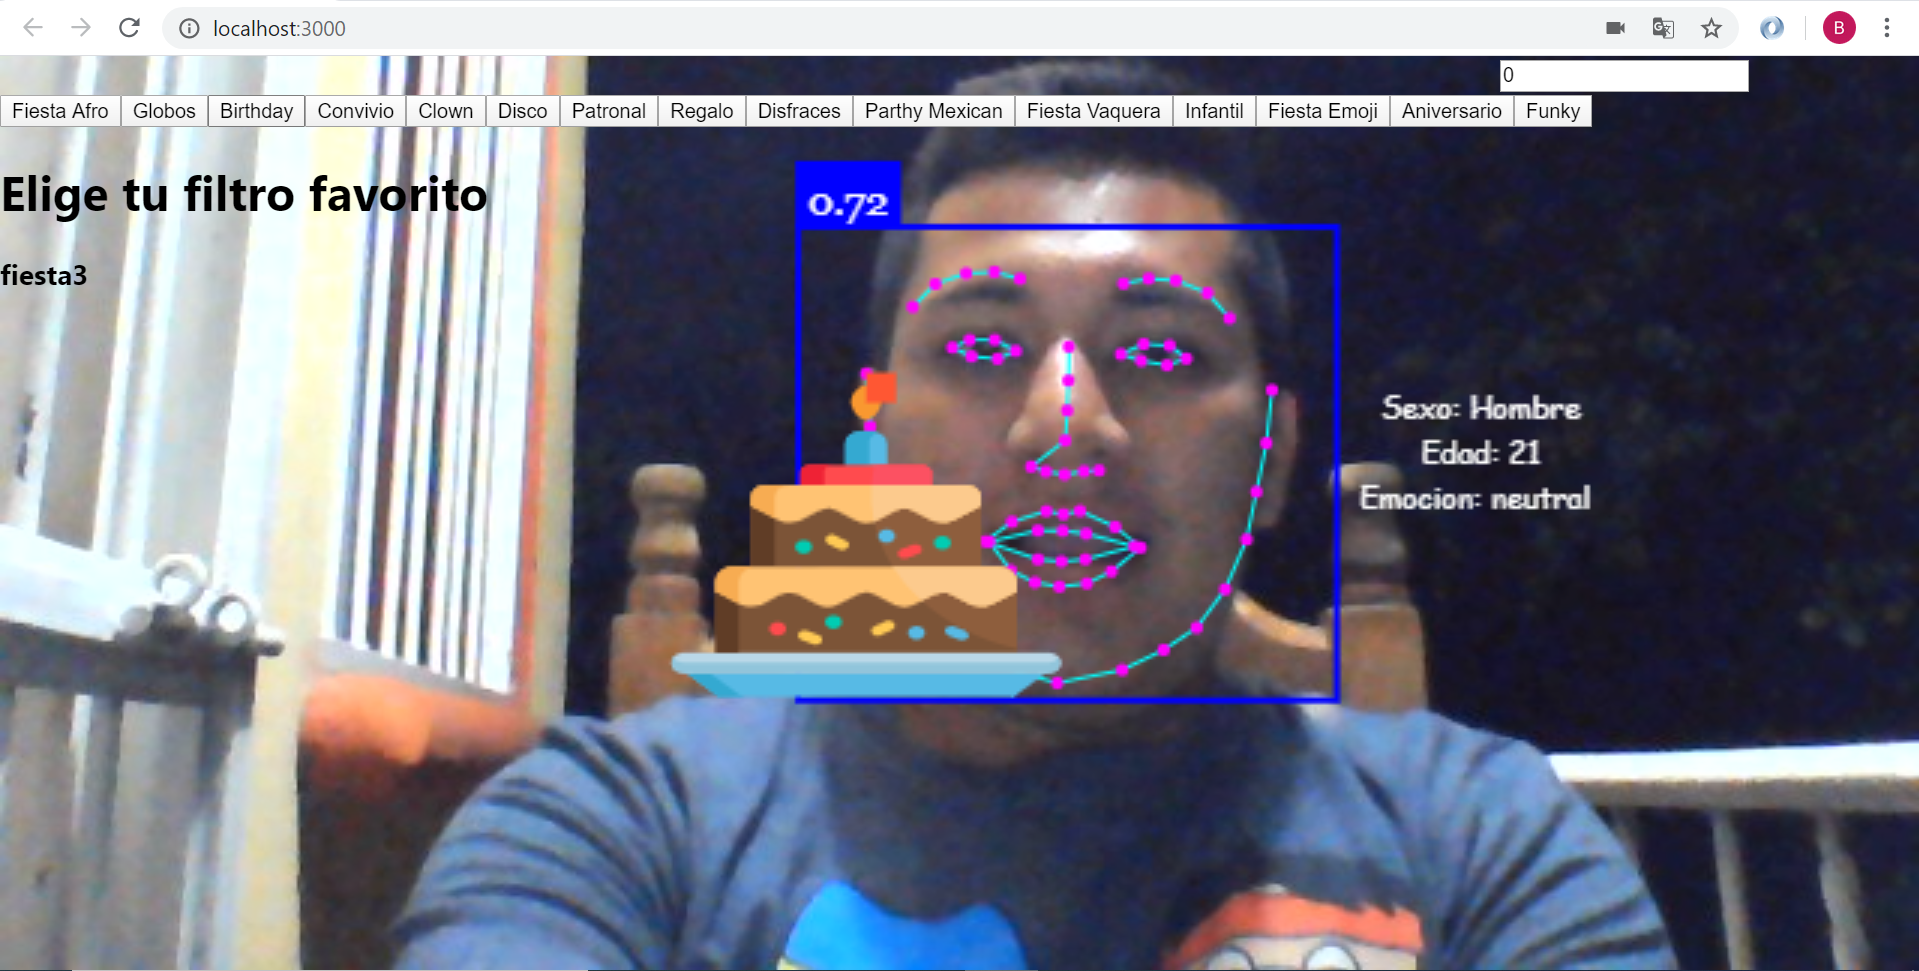 localhost:3000
B
0
Fiesta Afro Globos Birthday Convivio Clown Disco Patronal Regalo Disfraces Parthy Mexican Fiesta Vaquera Infantil Fiesta Emoji Aniversario Funky
Elige tu filtro favorito
0.72
fiesta3
Sexo: Hombre
Edad: 21
Emocion: neutral